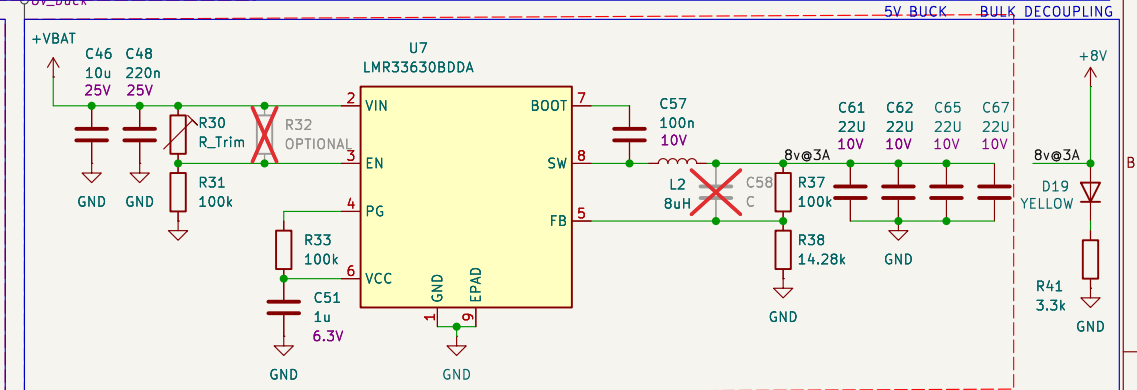 5V BUCK
BULK DECOUPLING
+VBAT
C46
10u
25V
C48
220n
25V
U7
LMR33630BDDA
R30
R_Trim
R32
OPTIONAL
R31
100k
GND
GND
2
VIN
3
EN
4
PG
6
VCC
R33
100k
C51
1u
6.3V
GND
GND
1
EPAD
9
GND
BOOT
7
SW
8
FB
5
C57
100n
10V
L2
8uH
C58
C
8v@3A
R37
100k
R38
14.28k
GND
C61
22U
10V
C62
22U
10V
C65
22U
10V
C67
22U
10V
GND
+8V
8v@3A
D19
YELLOW
R41
3.3k
GND
B